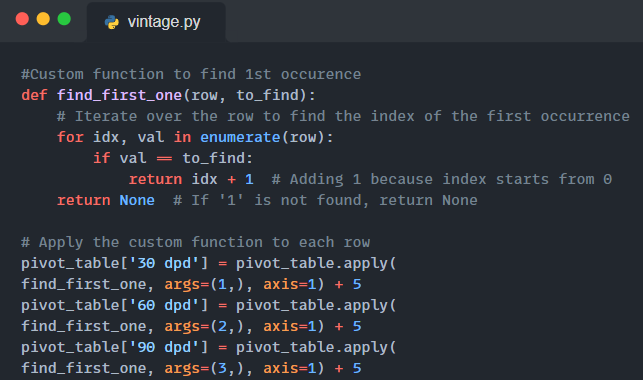 vintage.py
#Custom function to find 1st occurence
def find_first_one(row, to_find):
    # Iterate over the row to find the index of the first occurrence
    for idx, val in enumerate(row):
        if val == to_find:
            return idx + 1  # Adding 1 because index starts from 0
    return None  # If '1' is not found, return None

# Apply the custom function to each row
pivot_table['30 dpd'] = pivot_table.apply(
find_first_one, args=(1,), axis=1) + 5
pivot_table['60 dpd'] = pivot_table.apply(
find_first_one, args=(2,), axis=1) + 5
pivot_table['90 dpd'] = pivot_table.apply(
find_first_one, args=(3,), axis=1) + 5